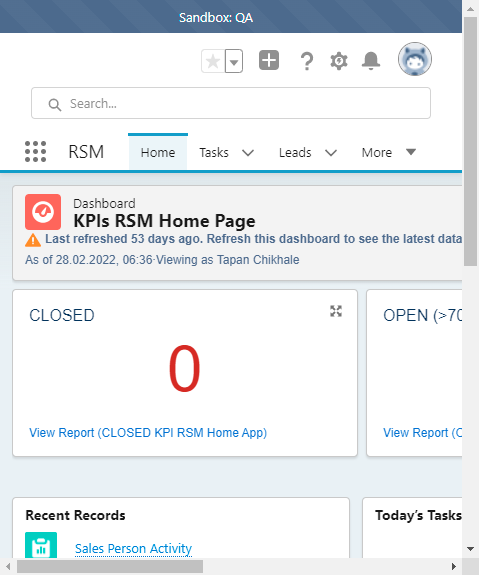 Sandbox: QA
Search...
RSM
Home
Tasks
Leads
More
Dashboard
KPIs RSM Home Page
Last refreshed 53 days ago. Refresh this dashboard to see the latest data
As of 28.02.2022, 06:36·Viewing as Tapan Chikhale
CLOSED
OPEN (>70
0
View Report (CLOSED KPI RSM Home App)
View Report (O
Recent Records
Today's Tasks
Sales Person Activity